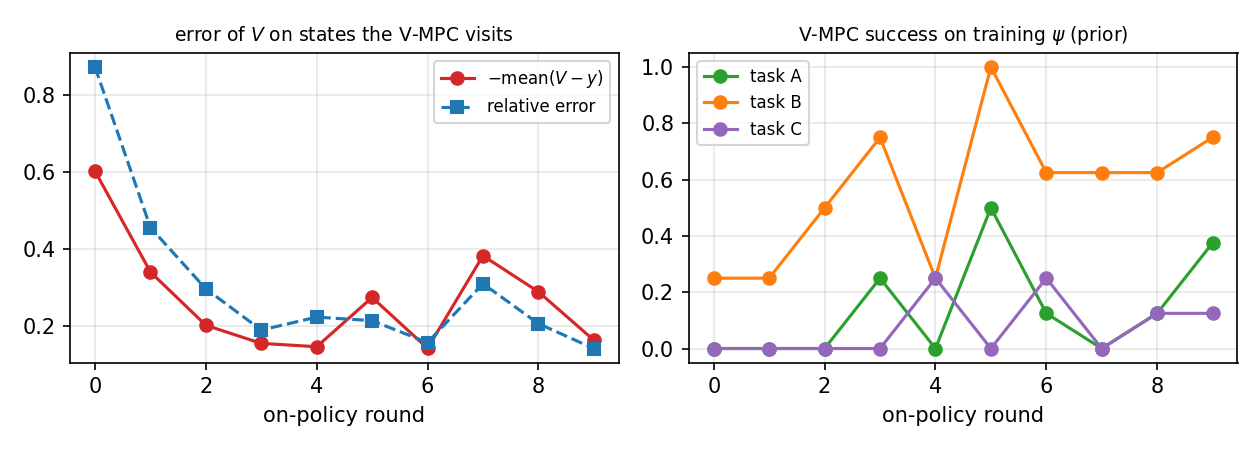 error of V on states the V-MPC visits
−mean(V − y)
relative error
0.8
0.6
0.4
0.2
0 2 4 6 8
on-policy round
V-MPC success on training ψ (prior)
task A
task B
task C
1.0
0.8
0.6
0.4
0.2
0.0
0 2 4 6 8
on-policy round